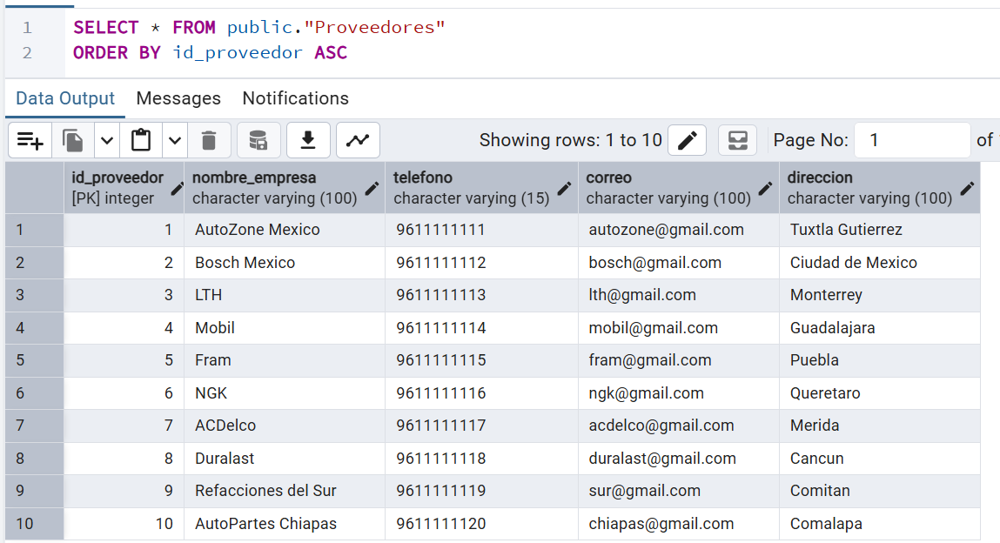 1 SELECT * FROM public."Proveedores"
2 ORDER BY id_proveedor ASC
Data Output Messages Notifications
Showing rows: 1 to 10 Page No: 1 of
id_proveedor nombre_empresa telefono correo direccion
[PK] integer character varying (100) character varying (15) character varying (100) character varying (100)
1 1 AutoZone Mexico 9611111111 autozone@gmail.com Tuxtla Gutierrez
2 2 Bosch Mexico 9611111112 bosch@gmail.com Ciudad de Mexico
3 3 LTH 9611111113 lth@gmail.com Monterrey
4 4 Mobil 9611111114 mobil@gmail.com Guadalajara
5 5 Fram 9611111115 fram@gmail.com Puebla
6 6 NGK 9611111116 ngk@gmail.com Queretaro
7 7 ACDelco 9611111117 acdelco@gmail.com Merida
8 8 Duralast 9611111118 duralast@gmail.com Cancun
9 9 Refacciones del Sur 9611111119 sur@gmail.com Comitan
10 10 AutoPartes Chiapas 9611111120 chiapas@gmail.com Comalapa